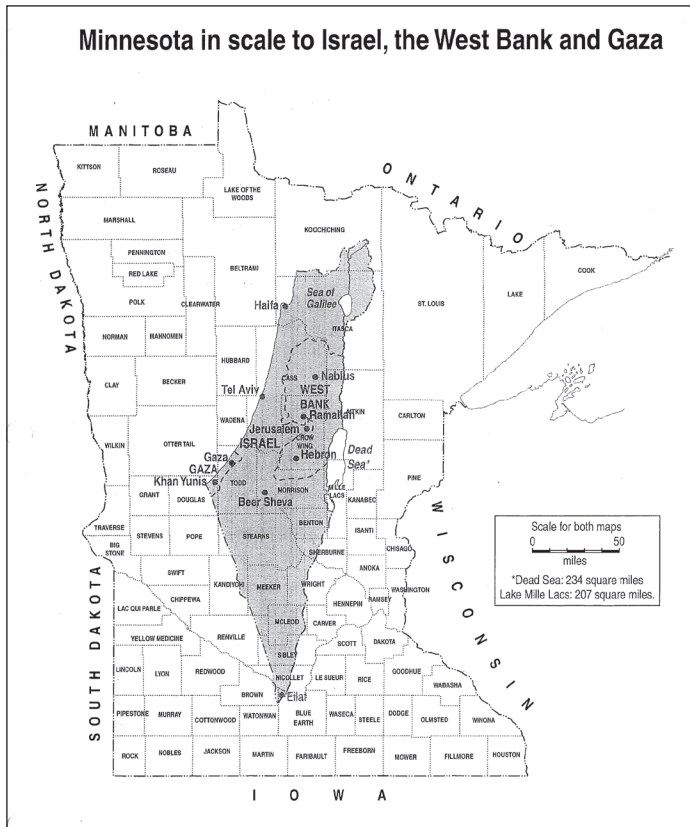 Minnesota in scale to Israel, the West Bank and Gaza
MANITOBA
ONTARIO
NORTH DAKOTA
SOUTH DAKOTA
WISCONSIN
IOWA
KITTSON
ROSEAU
LAKE OF THE
WOODS
KOOCHICHING
MARSHALL
PENNINGTON
RED LAKE
BELTRAMI
POLK
CLEARWATER
ST. LOUIS
LAKE
COOK
Haifa
Sea of
Galilee
ITASCA
NORMAN
MAHNOMEN
HUBBARD
CLAY
BECKER
CASS
Nablus
WEST
BANK
Tel Aviv
Ramallah
AITKIN
CARLTON
WADENA
Jerusalem
CROW
WING
ISRAEL
WILKIN
OTTER TAIL
Gaza
GAZA
Hebron
Dead
Sea*
PINE
Khan Yunis
TODD
MORRISON
MILLE
LACS
KANABEC
GRANT
DOUGLAS
Beer Sheva
TRAVERSE
BIG
STONE
STEVENS
POPE
STEARNS
BENTON
ISANTI
CHISAGO
SHERBURNE
ANOKA
SWIFT
KANDIYOHI
MEEKER
WRIGHT
WASHINGTON
RAMSEY
HENNEPIN
CHIPPEWA
LAC QUI PARLE
MCLEOD
CARVER
YELLOW MEDICINE
RENVILLE
SCOTT
DAKOTA
SIBLEY
LINCOLN
LYON
REDWOOD
NICOLLET
LE SUEUR
RICE
GOODHUE
WABASHA
BROWN
Eilat
PIPESTONE
MURRAY
COTTONWOOD
WATONWAN
BLUE
EARTH
WASECA
STEELE
DODGE
OLMSTED
WINONA
ROCK
NOBLES
JACKSON
MARTIN
FARIBAULT
FREEBORN
MOWER
FILLMORE
HOUSTON
Scale for both maps
0 50
miles
*Dead Sea: 234 square miles
Lake Mille Lacs: 207 square miles.